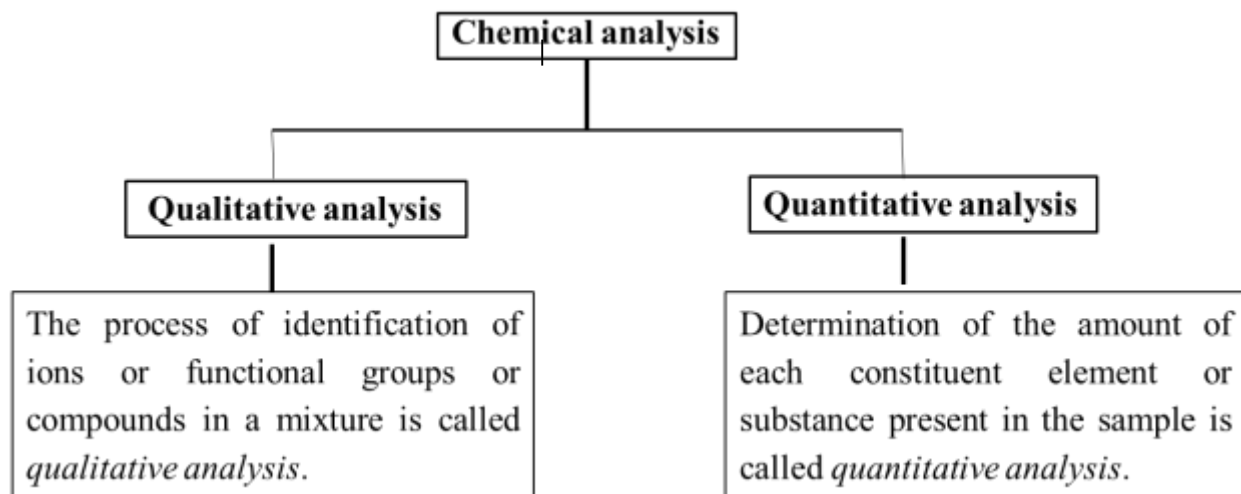 Chemical analysis
Qualitative analysis
Quantitative analysis
The process of identification of
ions or functional groups or
compounds in a mixture is called
qualitative analysis.
Determination of the amount of
each constituent element or
substance present in the sample is
called quantitative analysis.